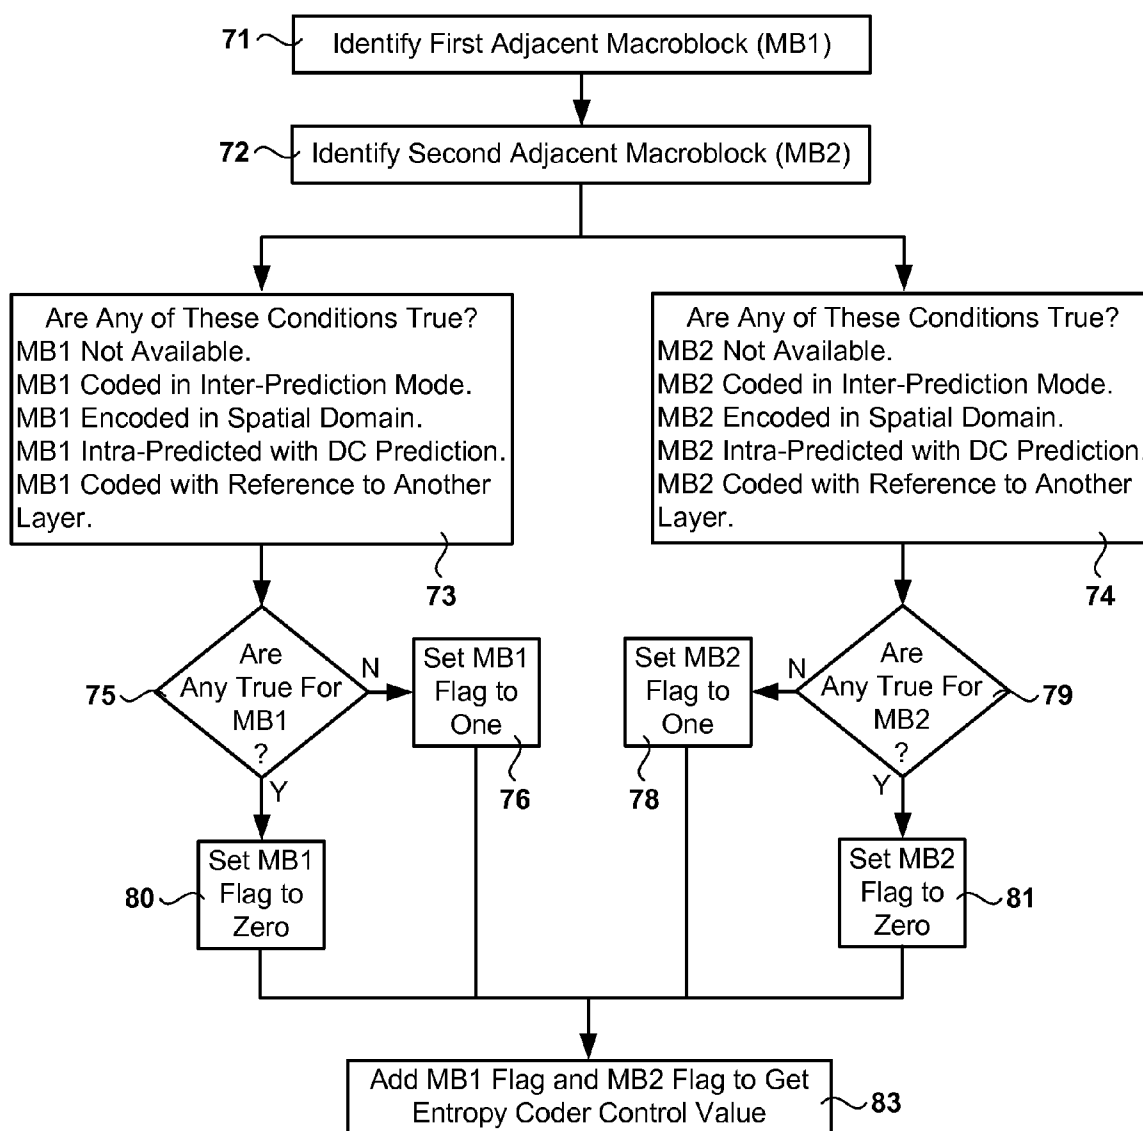 71
Identify First Adjacent Macroblock (MB1)
72
Identify Second Adjacent Macroblock (MB2)
Are Any of These Conditions True?
MB1 Not Available.
MB1 Coded in Inter-Prediction Mode.
MB1 Encoded in Spatial Domain.
MB1 Intra-Predicted with DC Prediction.
MB1 Coded with Reference to Another
Layer.
73
Are Any of These Conditions True?
MB2 Not Available.
MB2 Coded in Inter-Prediction Mode.
MB2 Encoded in Spatial Domain.
MB2 Intra-Predicted with DC Prediction.
MB2 Coded with Reference to Another
Layer.
74
75
Are
Any True For
MB1
?
N
Y
Set MB1
Flag to
One
76
Set MB2
Flag to
One
78
Are
Any True For
MB2
?
N
Y
79
80
Set MB1
Flag to
Zero
Set MB2
Flag to
Zero
81
Add MB1 Flag and MB2 Flag to Get
Entropy Coder Control Value
83